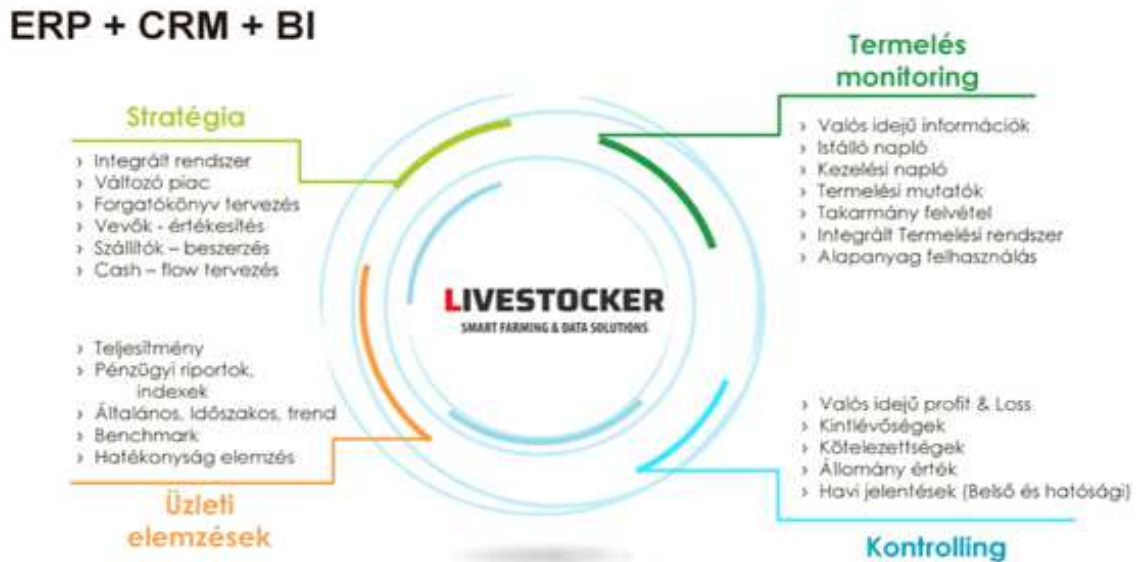 ERP + CRM + BI
Stratégia
› Integrált rendszer
› Változó piac
› Forgatókönyv tervezés
› Vevők - értékesítés
› Szállítók – beszerzés
› Cash – flow tervezés
Termelés
monitoring
› Valós idejű információk
› Istálló napló
› Kezelési napló
› Termelési mutatók
› Takarmány felvétel
› Integrált Termelési rendszer
› Alapanyag felhasználás
LIVESTOCKER
SMART FARMING & DATA SOLUTIONS
› Teljesítmény
› Pénzügyi riportok,
indexek
› Általános, Időszakos, trend
› Benchmark
› Hatékonyság elemzés
Üzleti
elemzések
› Valós idejű profit & Loss
› Kintlévőségek
› Kötelezettségek
› Állomány érték
› Havi jelentések (Belső és hatósági)
Kontrolling